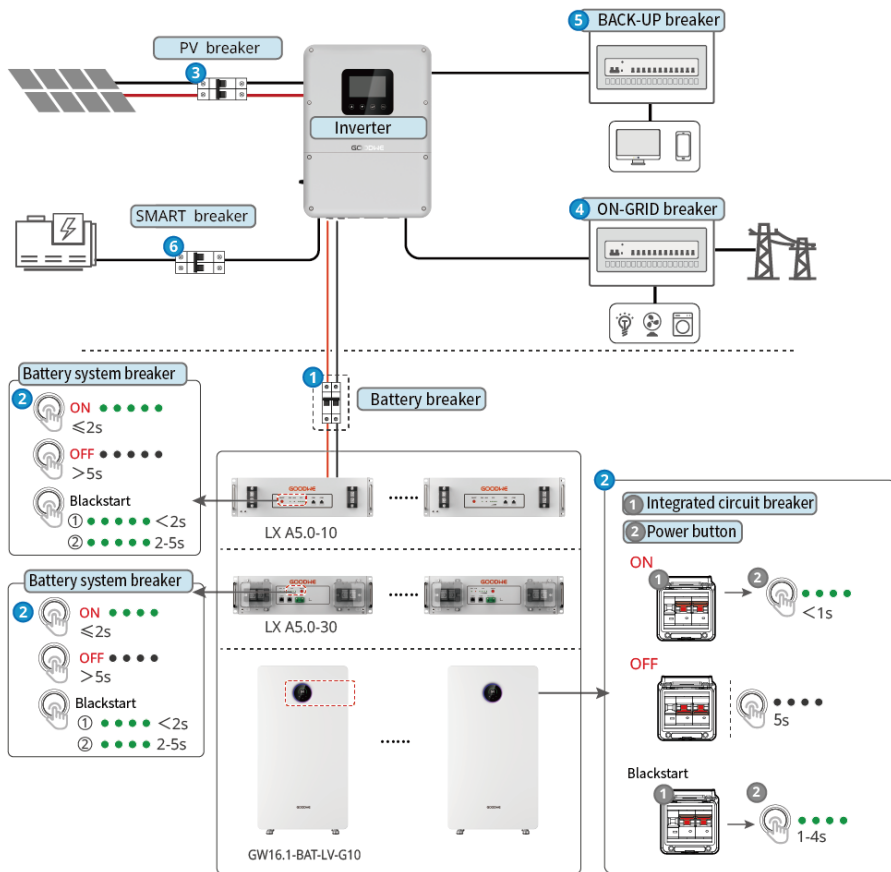 PV breaker
3
5
BACK-UP breaker
Inverter
GOODWE
SMART breaker
6
4
ON-GRID breaker
1
Battery breaker
Battery system breaker
2
ON
≤2s
OFF
>5s
Blackstart
① <2s
② 2-5s
GOODWE
GOODWE
......
LX A5.0-10
Battery system breaker
2
ON
≤2s
OFF
>5s
Blackstart
① <2s
② 2-5s
GOODWE
GOODWE
......
LX A5.0-30
GOODWE
GOODWE
......
GW16.1-BAT-LV-G10
2
1 Integrated circuit breaker
2 Power button
ON
1
2
<1s
OFF
5s
Blackstart
1
2
1-4s